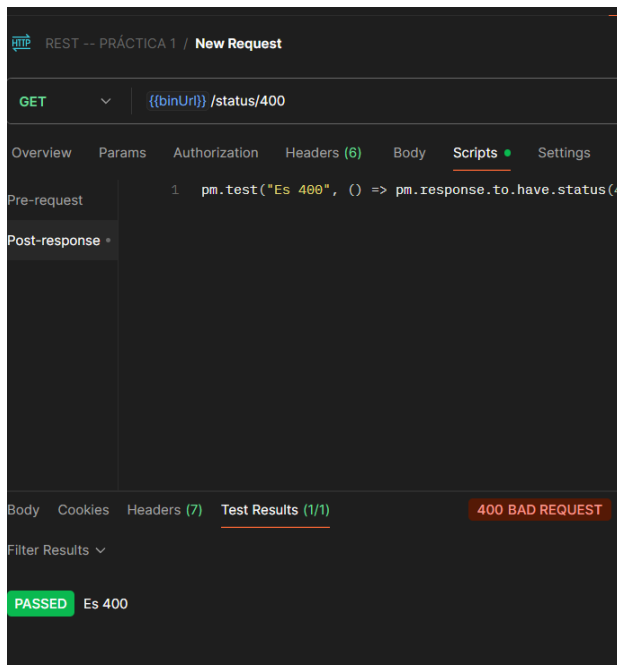 HTTP REST -- PRÁCTICA 1 / New Request
GET {{binUrl}} /status/400
Overview Params Authorization Headers (6) Body Scripts Settings
Pre-request
1 pm.test("Es 400", () => pm.response.to.have.status(4
Post-response
Body Cookies Headers (7) Test Results (1/1) 400 BAD REQUEST
Filter Results
PASSED Es 400